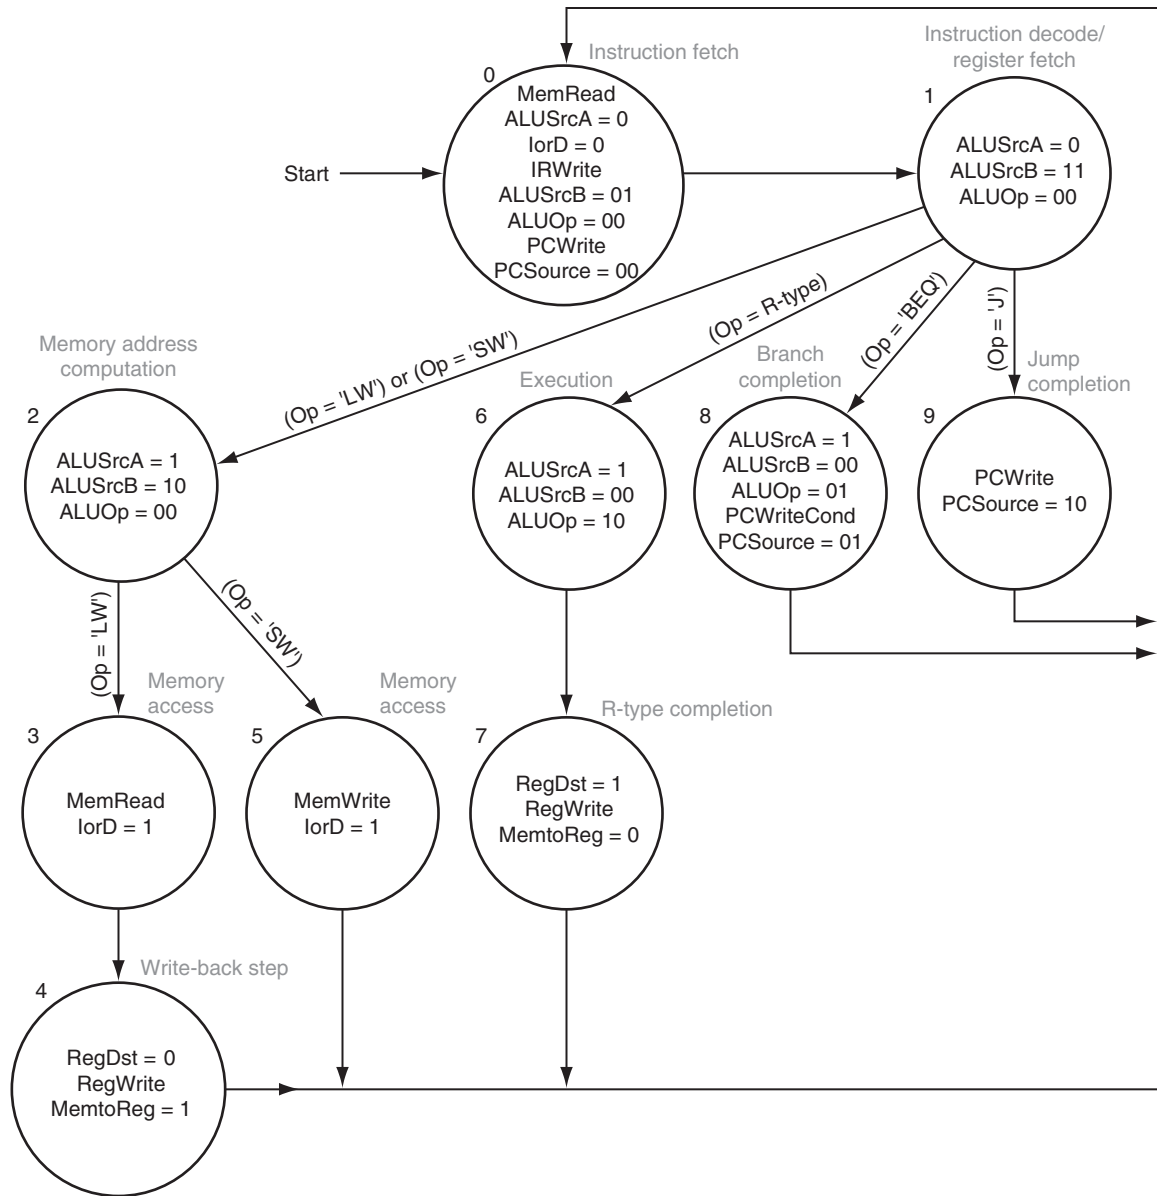 Instruction fetch
0
MemRead
ALUSrcA = 0
IorD = 0
IRWrite
ALUSrcB = 01
ALUOp = 00
PCWrite
PCSource = 00
Start
Instruction decode/
register fetch
1
ALUSrcA = 0
ALUSrcB = 11
ALUOp = 00
(Op = 'LW') or (Op = 'SW')
(Op = R-type)
(Op = 'BEQ')
(Op = 'J')
Memory address
computation
2
ALUSrcA = 1
ALUSrcB = 10
ALUOp = 00
Execution
6
ALUSrcA = 1
ALUSrcB = 00
ALUOp = 10
Branch
completion
8
ALUSrcA = 1
ALUSrcB = 00
ALUOp = 01
PCWriteCond
PCSource = 01
Jump
completion
9
PCWrite
PCSource = 10
(Op = 'LW')
(Op = 'SW')
Memory
access
3
MemRead
IorD = 1
Memory
access
5
MemWrite
IorD = 1
R-type completion
7
RegDst = 1
RegWrite
MemtoReg = 0
Write-back step
4
RegDst = 0
RegWrite
MemtoReg = 1